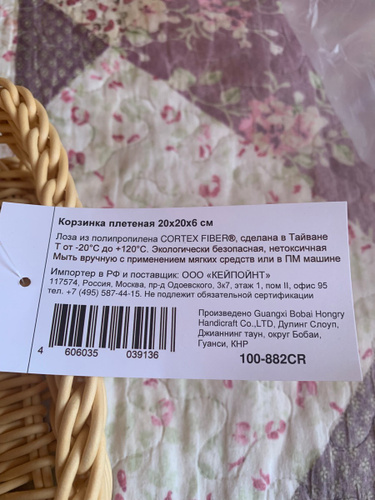 Корзинка плетеная 20x20x6 см
Лоза из полипропилена CORTEX FIBER®, сделана в Тайване
Т от -20°С до +120°С. Экологически безопасная, нетоксичная
Мыть вручную с применением мягких средств или в ПМ машине
Импортер в РФ и поставщик: ООО «КЕЙПОЙНТ»
117574, Россия, Москва, пр-д Одоевского, 3к7, этаж 1, пом II, офис 95
тел. +7 (495) 587-44-15. Не подлежит обязательной сертификации
Произведено Guangxi Bobai Hongry
Handicraft Co.,LTD, Дулинг Слоуп,
Джианнинг таун, округ Бобаи,
Гуанси, КНР
4 606035 039136
100-882CR